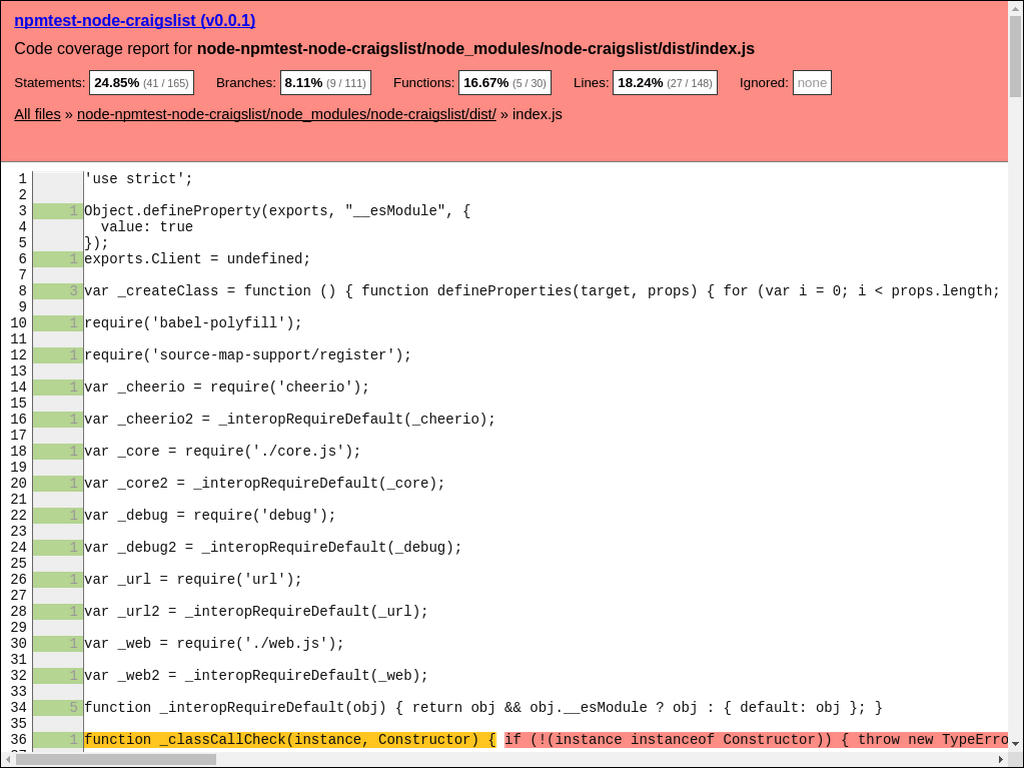 npmtest-node-craigslist (v0.0.1)
Code coverage report for node-npmtest-node-craigslist/node_modules/node-craigslist/dist/index.js
Statements: 24.85% (41 / 165) Branches: 8.11% (9 / 111) Functions: 16.67% (5 / 30) Lines: 18.24% (27 / 148) Ignored: none
All files » node-npmtest-node-craigslist/node_modules/node-craigslist/dist/ » index.js
1 'use strict';
2
3 1 Object.defineProperty(exports, "__esModule", {
4 value: true
5 });
6 1 exports.Client = undefined;
7
8 3 var _createClass = function () { function defineProperties(target, props) { for (var i = 0; i < props.length;
9
10 1 require('babel-polyfill');
11
12 1 require('source-map-support/register');
13
14 1 var _cheerio = require('cheerio');
15
16 1 var _cheerio2 = _interopRequireDefault(_cheerio);
17
18 1 var _core = require('./core.js');
19
20 1 var _core2 = _interopRequireDefault(_core);
21
22 1 var _debug = require('debug');
23
24 1 var _debug2 = _interopRequireDefault(_debug);
25
26 1 var _url = require('url');
27
28 1 var _url2 = _interopRequireDefault(_url);
29
30 1 var _web = require('./web.js');
31
32 1 var _web2 = _interopRequireDefault(_web);
33
34 5 function _interopRequireDefault(obj) { return obj && obj.__esModule ? obj : { default: obj }; }
35
36 1 function _classCallCheck(instance, Constructor) { if (!(instance instanceof Constructor)) { throw new TypeErro